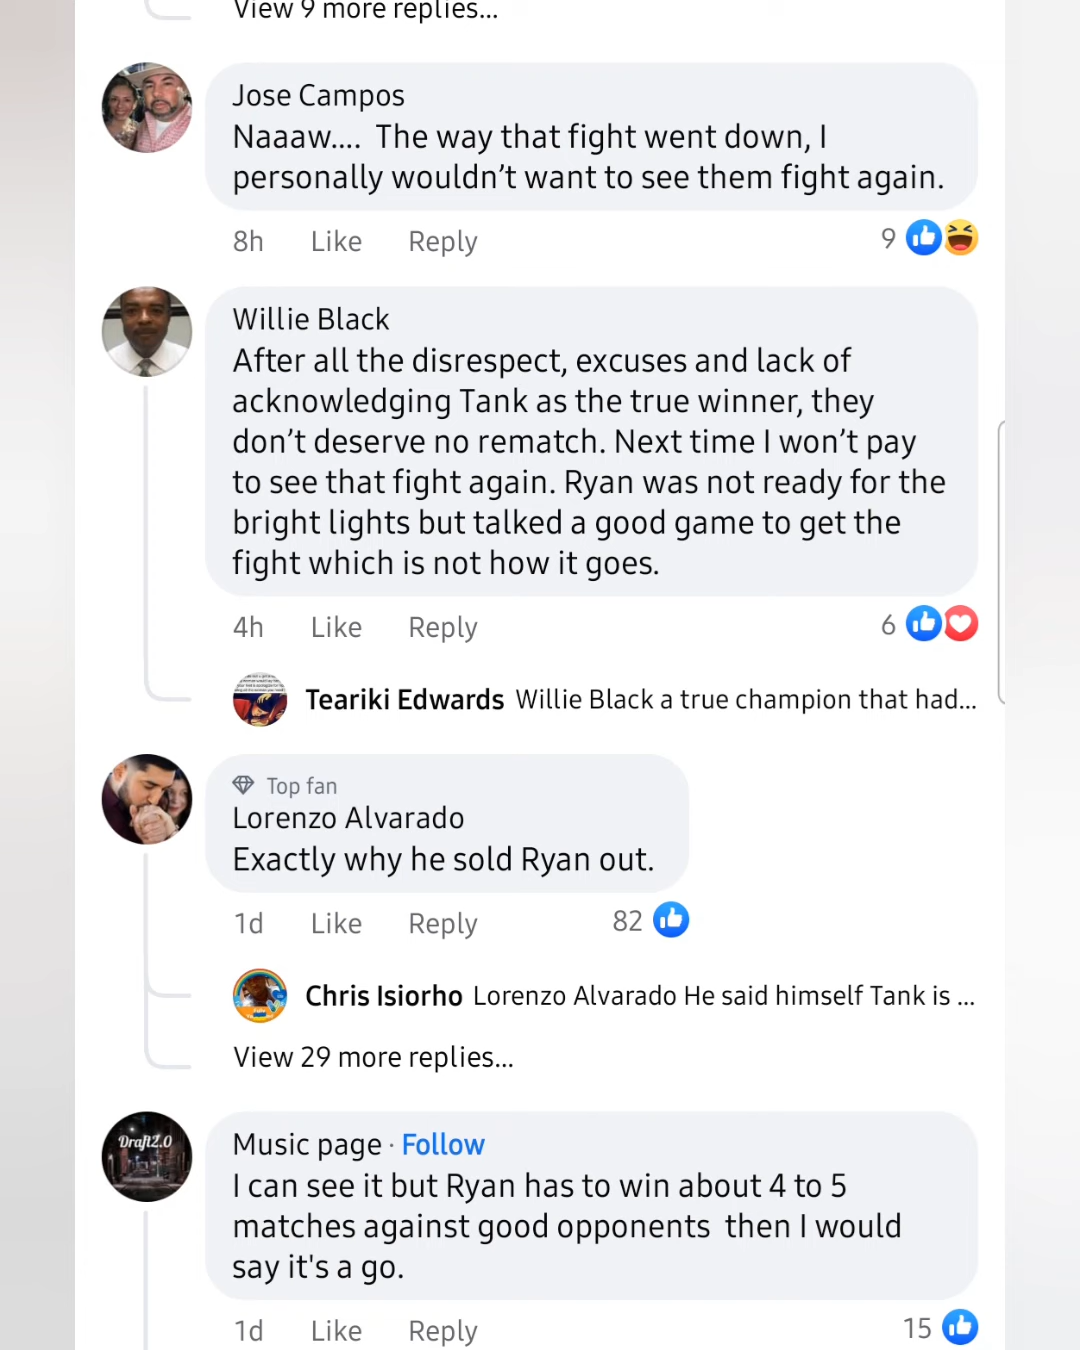 View 9 more replies...
Jose Campos
Naaaw.... The way that fight went down, I
personally wouldn't want to see them fight again.
8h Like Reply 9
Willie Black
After all the disrespect, excuses and lack of
acknowledging Tank as the true winner, they
don't deserve no rematch. Next time I won't pay
to see that fight again. Ryan was not ready for the
bright lights but talked a good game to get the
fight which is not how it goes.
4h Like Reply 6
Teariki Edwards Willie Black a true champion that had...
Top fan
Lorenzo Alvarado
Exactly why he sold Ryan out.
1d Like Reply 82
Chris Isiorho Lorenzo Alvarado He said himself Tank is ...
View 29 more replies...
Draft2.0
Music page · Follow
I can see it but Ryan has to win about 4 to 5
matches against good opponents then I would
say it's a go.
1d Like Reply 15